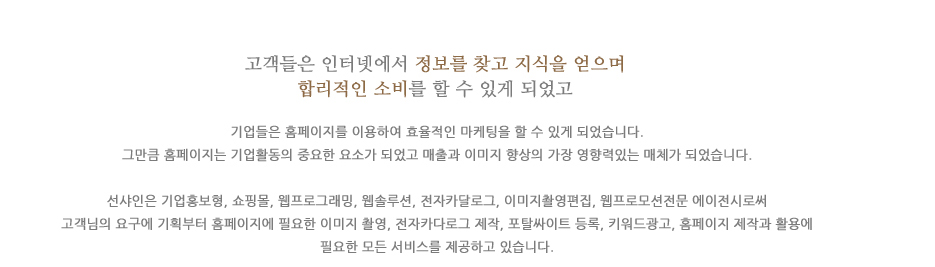 고객들은 인터넷에서 정보를 찾고 지식을 얻으며
합리적인 소비를 할 수 있게 되었고
기업들은 홈페이지를 이용하여 효율적인 마케팅을 할 수 있게 되었습니다.
그만큼 홈페이지는 기업활동의 중요한 요소가 되었고 매출과 이미지 향상의 가장 영향력있는 매체가 되었습니다.
선샤인은 기업홍보형, 쇼핑몰, 웹프로그래밍, 웹솔루션, 전자카달로그, 이미지촬영편집, 웹프로모션전문 에이전시로써
고객님의 요구에 기획부터 홈페이지에 필요한 이미지 촬영, 전자카다로그 제작, 포탈싸이트 등록, 키워드광고, 홈페이지 제작과 활용에
필요한 모든 서비스를 제공하고 있습니다.